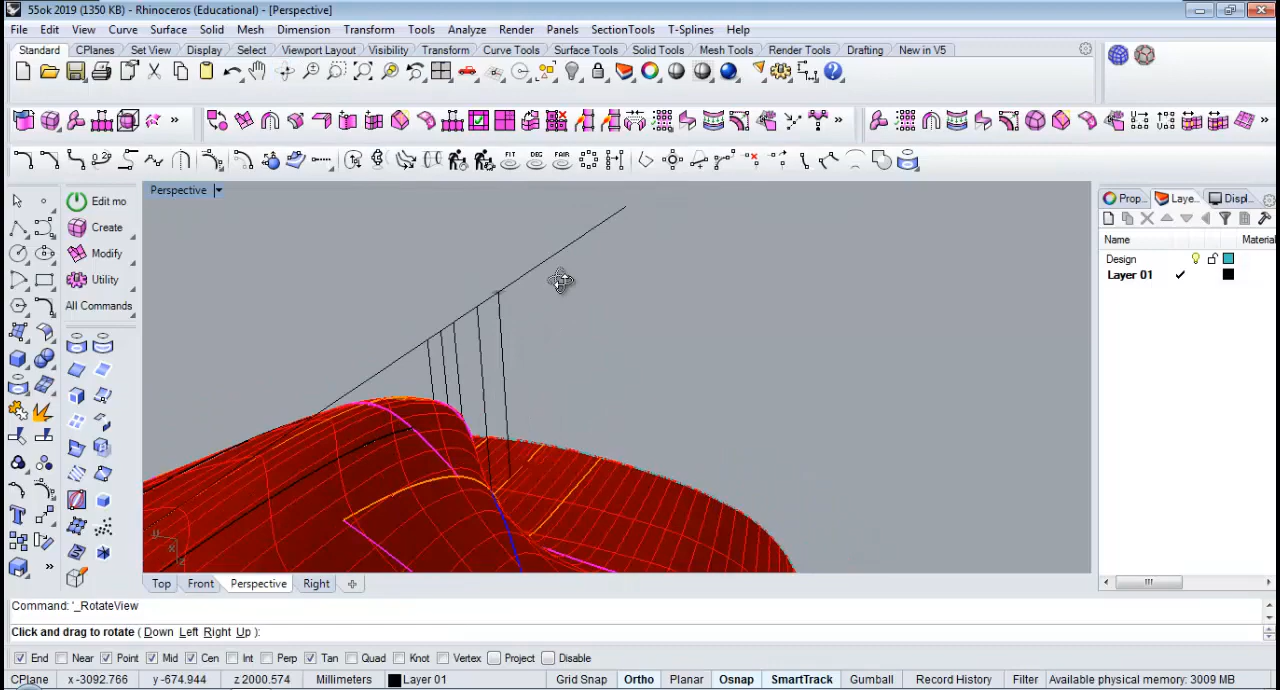 55ok 2019 (1350 KB) - Rhinoceros (Educational) - [Perspective]
File Edit View Curve Surface Solid Mesh Dimension Transform Tools Analyze Render Panels SectionTools T-Splines Help
Standard CPlanes Set View Display Select Viewport Layout Visibility Transform Curve Tools Surface Tools Solid Tools Mesh Tools Render Tools Drafting New in V5
FIT DEG FAIR
Perspective
Edit mo
Create
Modify
Utility
All Commands
Prop... Laye... Displ...
Name Material
Design
Layer 01
Top Front Perspective Right
Command: '_RotateView
Click and drag to rotate ( Down Left Right Up ):
End Near Point Mid Cen Int Perp Tan Quad Knot Vertex Project Disable
CPlane x -3092.766 y -674.944 z 2000.574 Millimeters Layer 01 Grid Snap Ortho Planar Osnap SmartTrack Gumball Record History Filter Available physical memory: 3009 MB